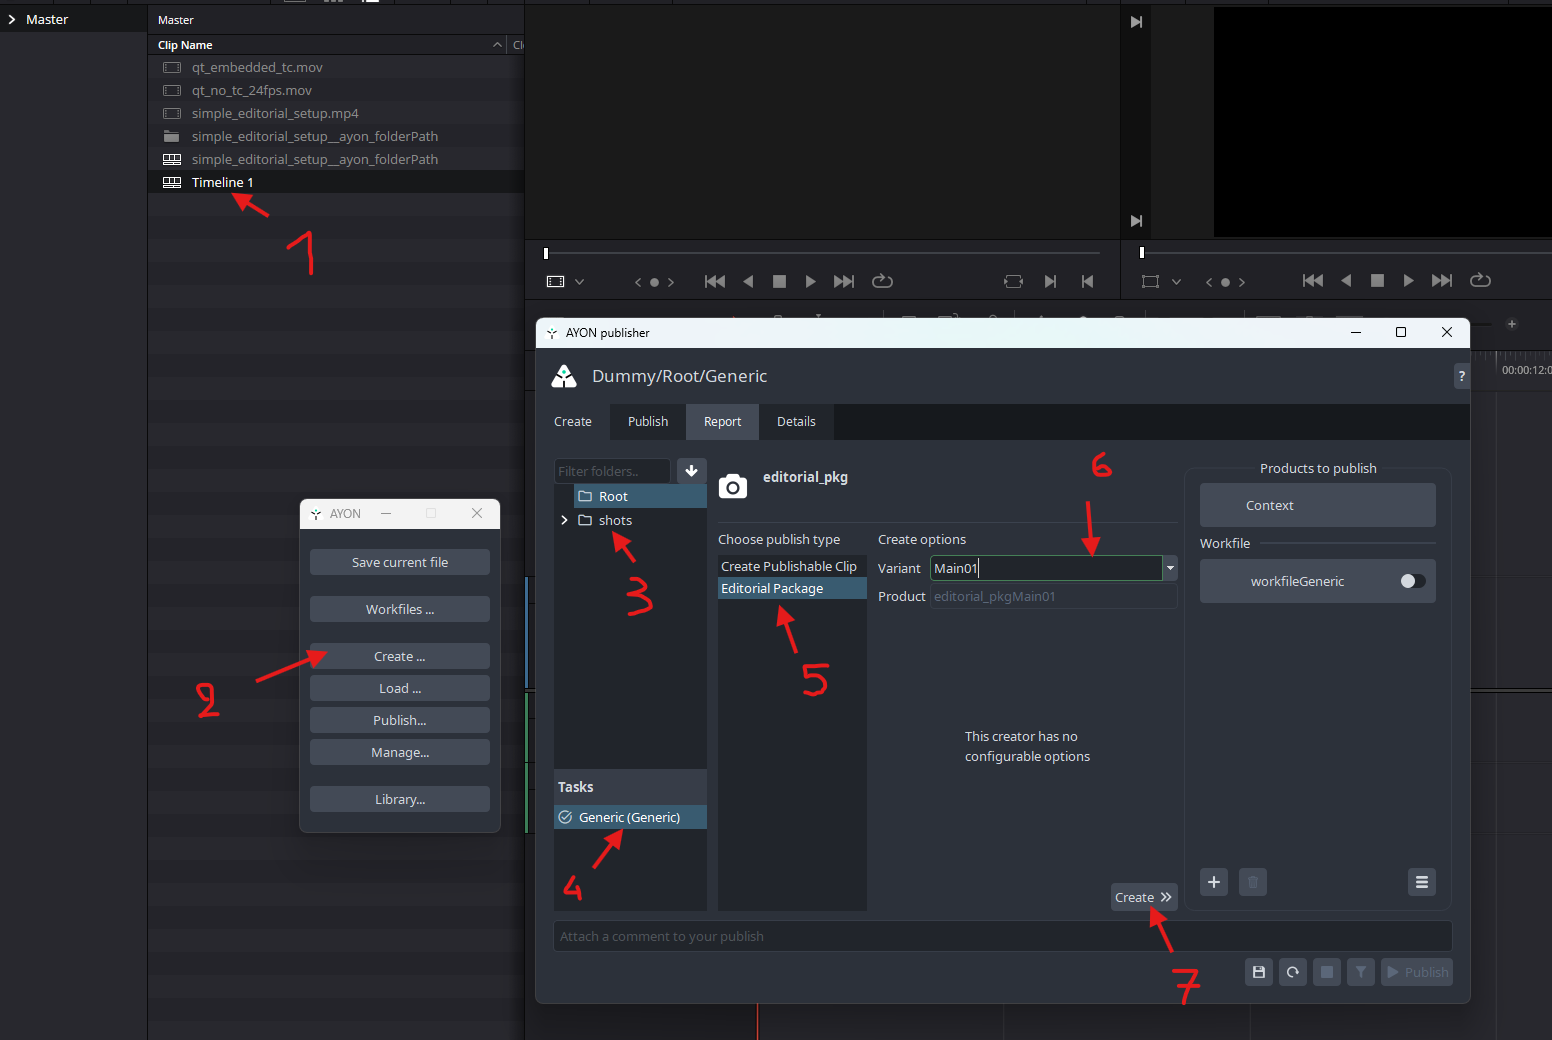 Master
Master
Clip Name
Cl
qt_embedded_tc.mov
qt_no_tc_24fps.mov
simple_editorial_setup.mp4
simple_editorial_setup__ayon_folderPath
simple_editorial_setup__ayon_folderPath
Timeline 1
1
00:00:12:0
AYON publisher
Dummy/Root/Generic
?
Create
Publish
Report
Details
Filter folders..
Root
shots
3
Tasks
Generic (Generic)
4
editorial_pkg
Choose publish type
Create Publishable Clip
Editorial Package
5
6
Create options
Variant
Main01
Product
editorial_pkgMain01
This creator has no
configurable options
Create
7
Products to publish
Context
Workfile
workfileGeneric
Attach a comment to your publish
Publish
AYON
Save current file
Workfiles ...
Create ...
2
Load ...
Publish...
Manage...
Library...